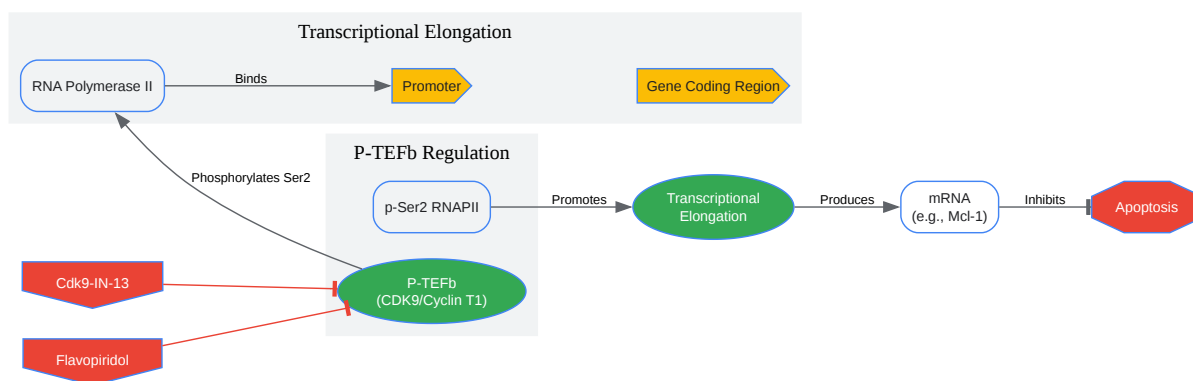 Transcriptional Elongation
RNA Polymerase II
Binds
Promoter
Gene Coding Region
Phosphorylates Ser2
P-TEFb Regulation
p-Ser2 RNAPII
Promotes
Transcriptional
Elongation
Produces
mRNA
(e.g., Mcl-1)
Inhibits
Apoptosis
Cdk9-IN-13
P-TEFb
(CDK9/Cyclin T1)
Flavopiridol